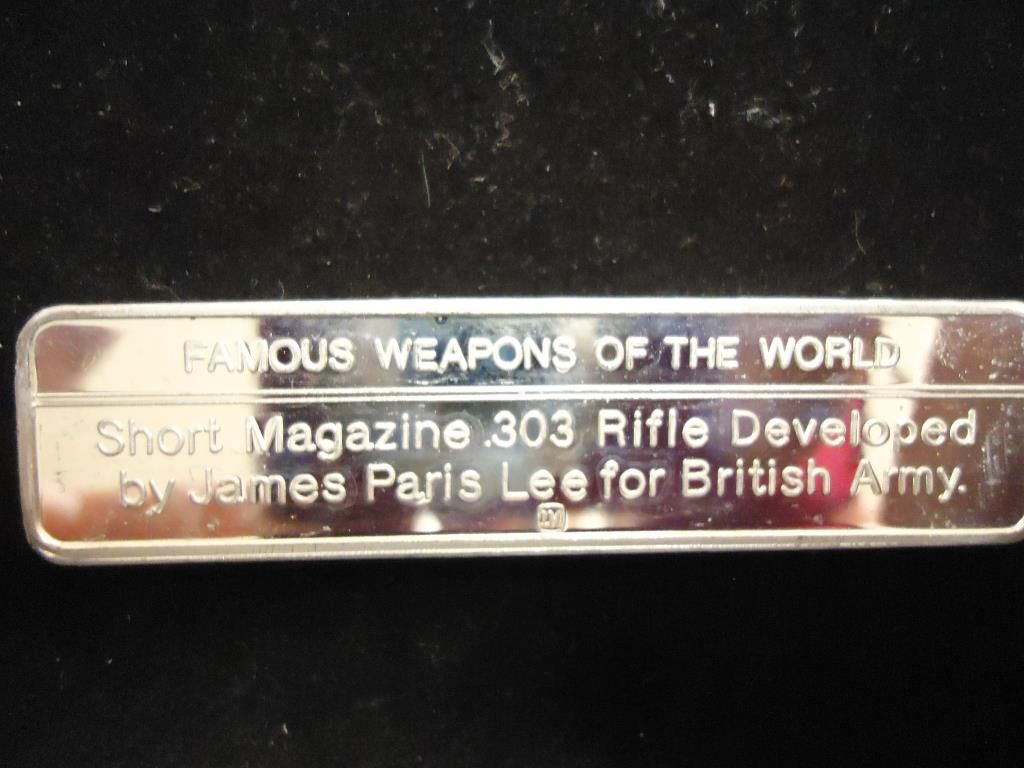 FAMOUS WEAPONS OF THE WORLD
Short Magazine .303 Rifle Developed
by James Paris Lee for British Army.